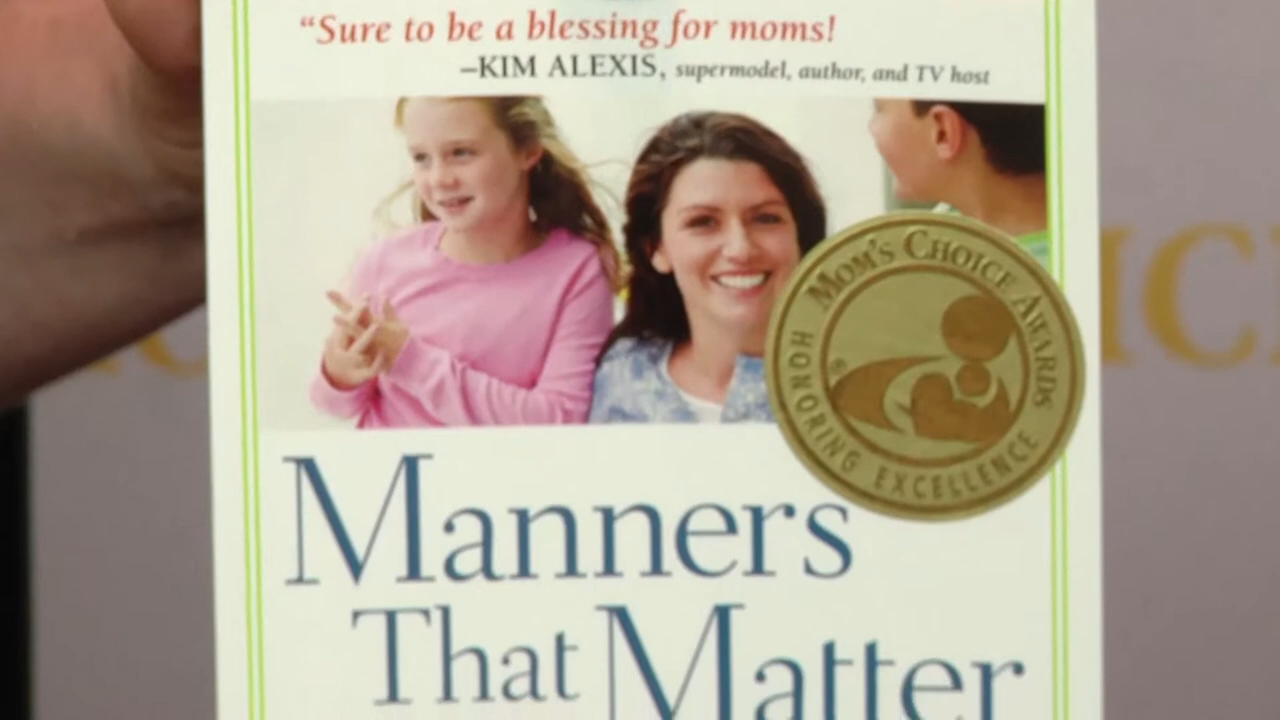 “Sure to be a blessing for moms!
–KIM ALEXIS, supermodel, author, and TV host
MOM'S CHOICE AWARDS
HONORING EXCELLENCE
®
Manners
That Matter